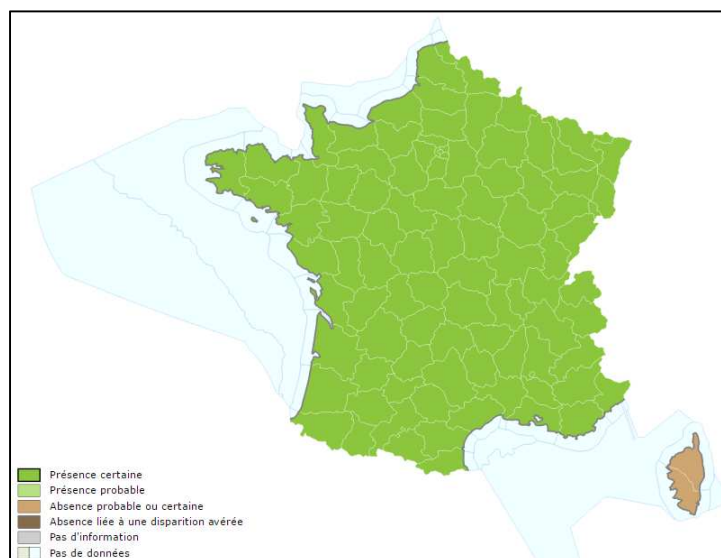 Présence certaine
Présence probable
Absence probable ou certaine
Absence liée à une disparition avérée
Pas d'information
Pas de données